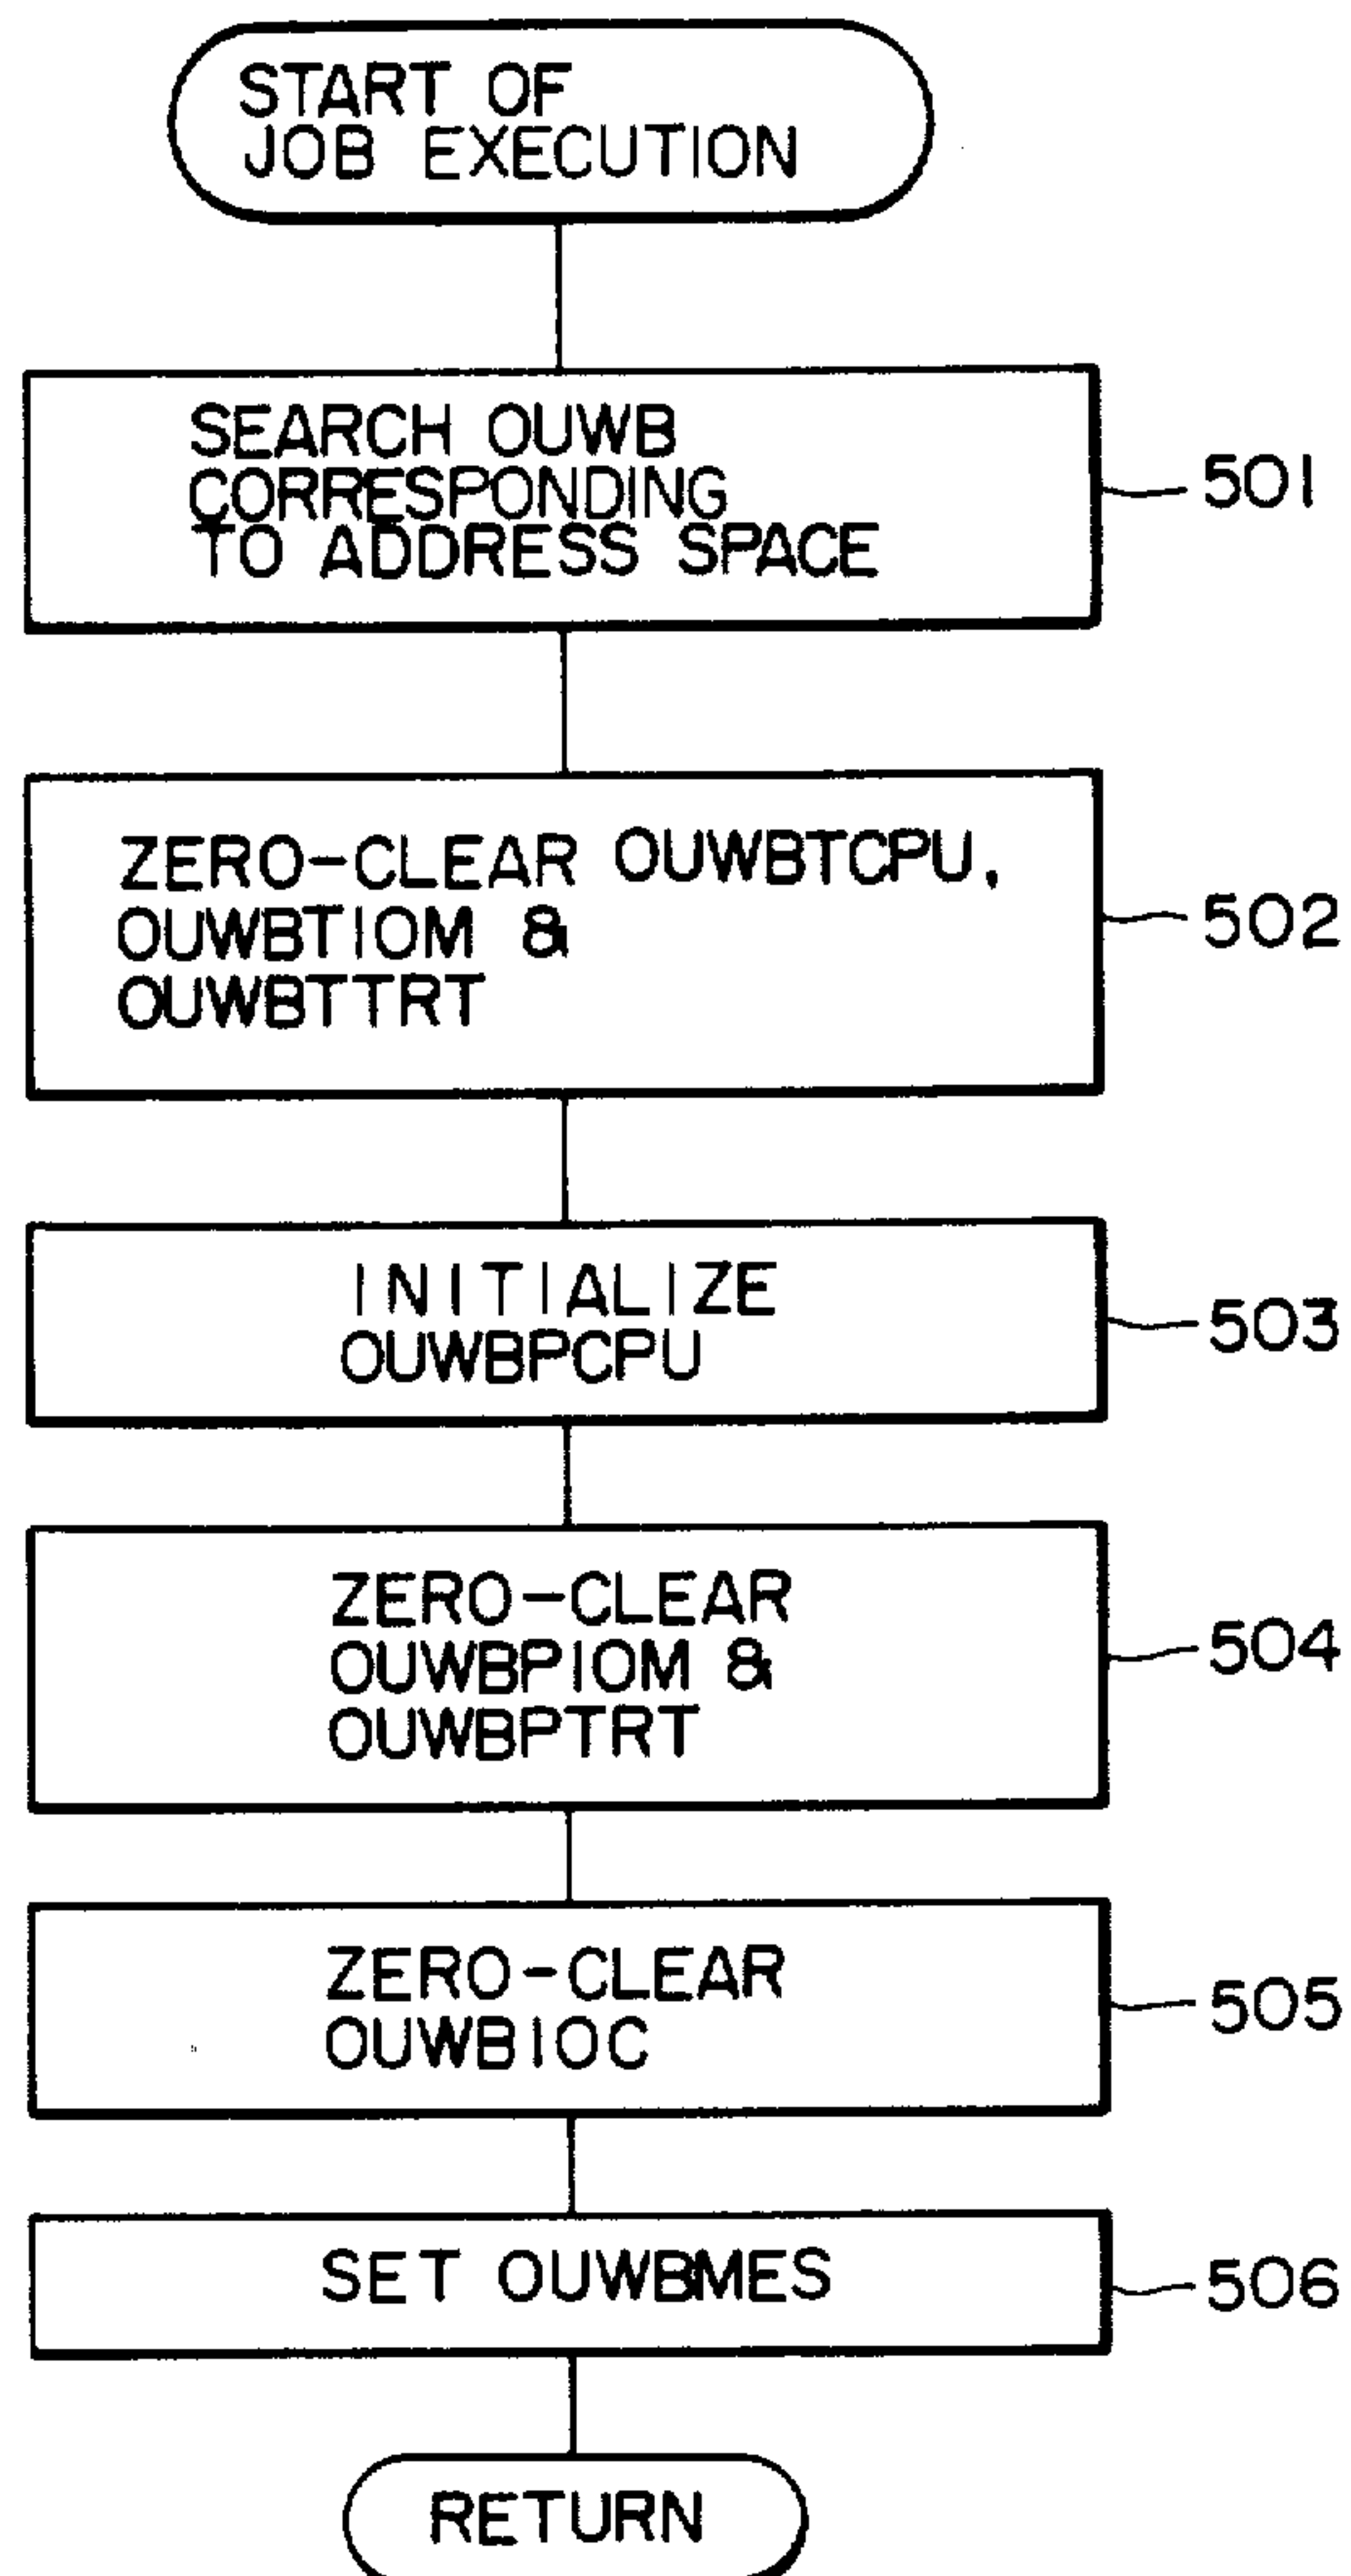 START OF
JOB EXECUTION
SEARCH OUWB
CORRESPONDING
TO ADDRESS SPACE
501
ZERO-CLEAR OUWBTCPU,
OUWBTIOM &
OUWBTTRT
502
INITIALIZE
OUWBPCPU
503
ZERO-CLEAR
OUWBPIOM &
OUWBPTRT
504
ZERO-CLEAR
OUWBIOC
505
SET OUWBMES
506
RETURN